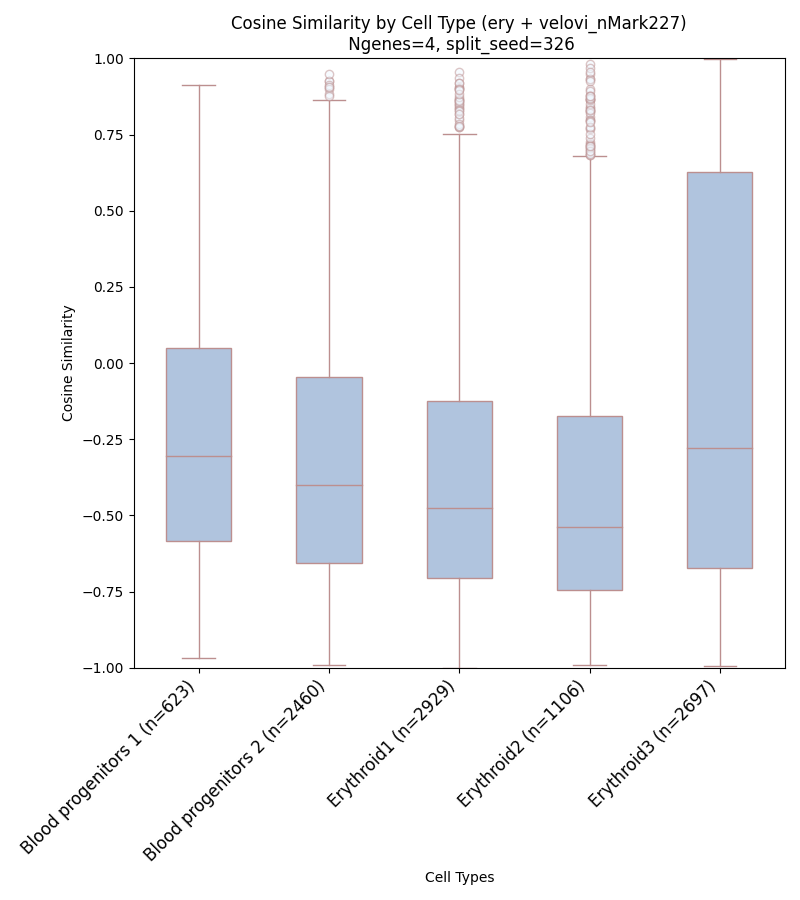 Cosine Similarity by Cell Type (ery + velovi_nMark227)
Ngenes=4, split_seed=326
1.00
0.75
0.50
0.25
0.00
−0.25
−0.50
−0.75
−1.00
Cosine Similarity
Blood progenitors 1 (n=623)
Blood progenitors 2 (n=2460)
Erythroid1 (n=2929)
Erythroid2 (n=1106)
Erythroid3 (n=2697)
Cell Types